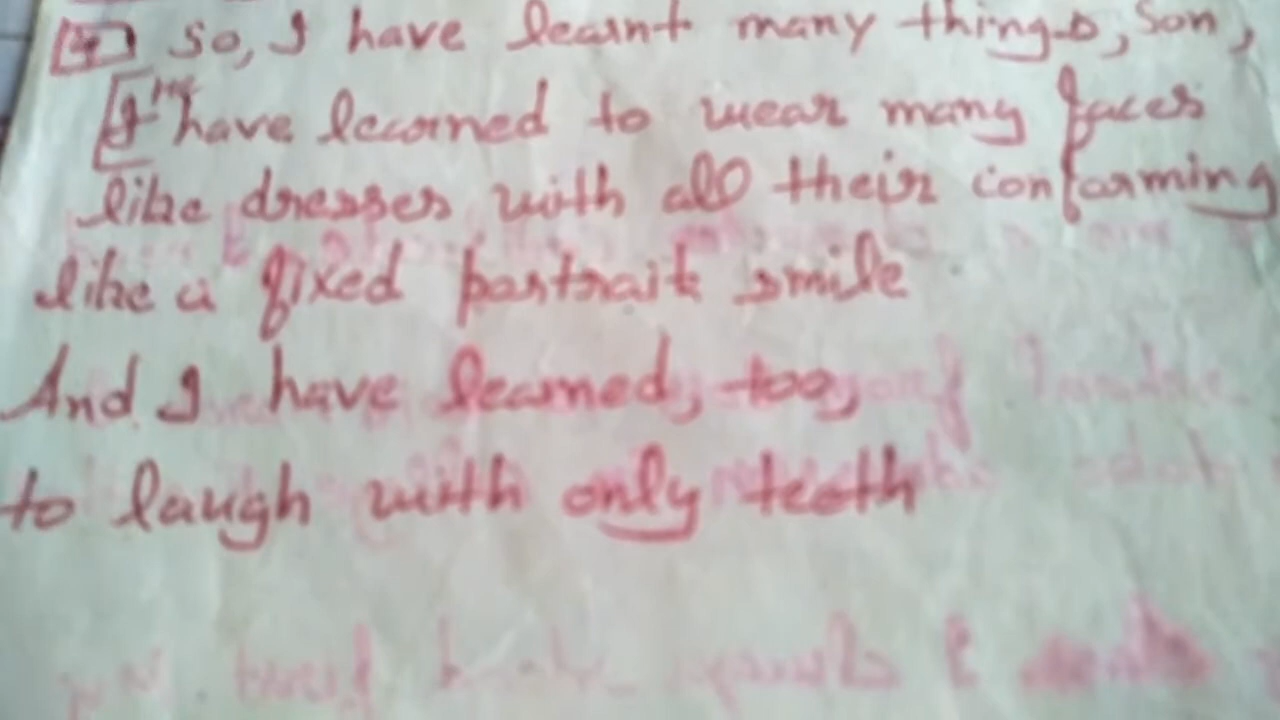 4 So, I have learnt many things, Son,
[I have learned to wear many faces
like dresses with all their conforming
like a fixed portrait smile
And I have learned, too,
to laugh with only teeth